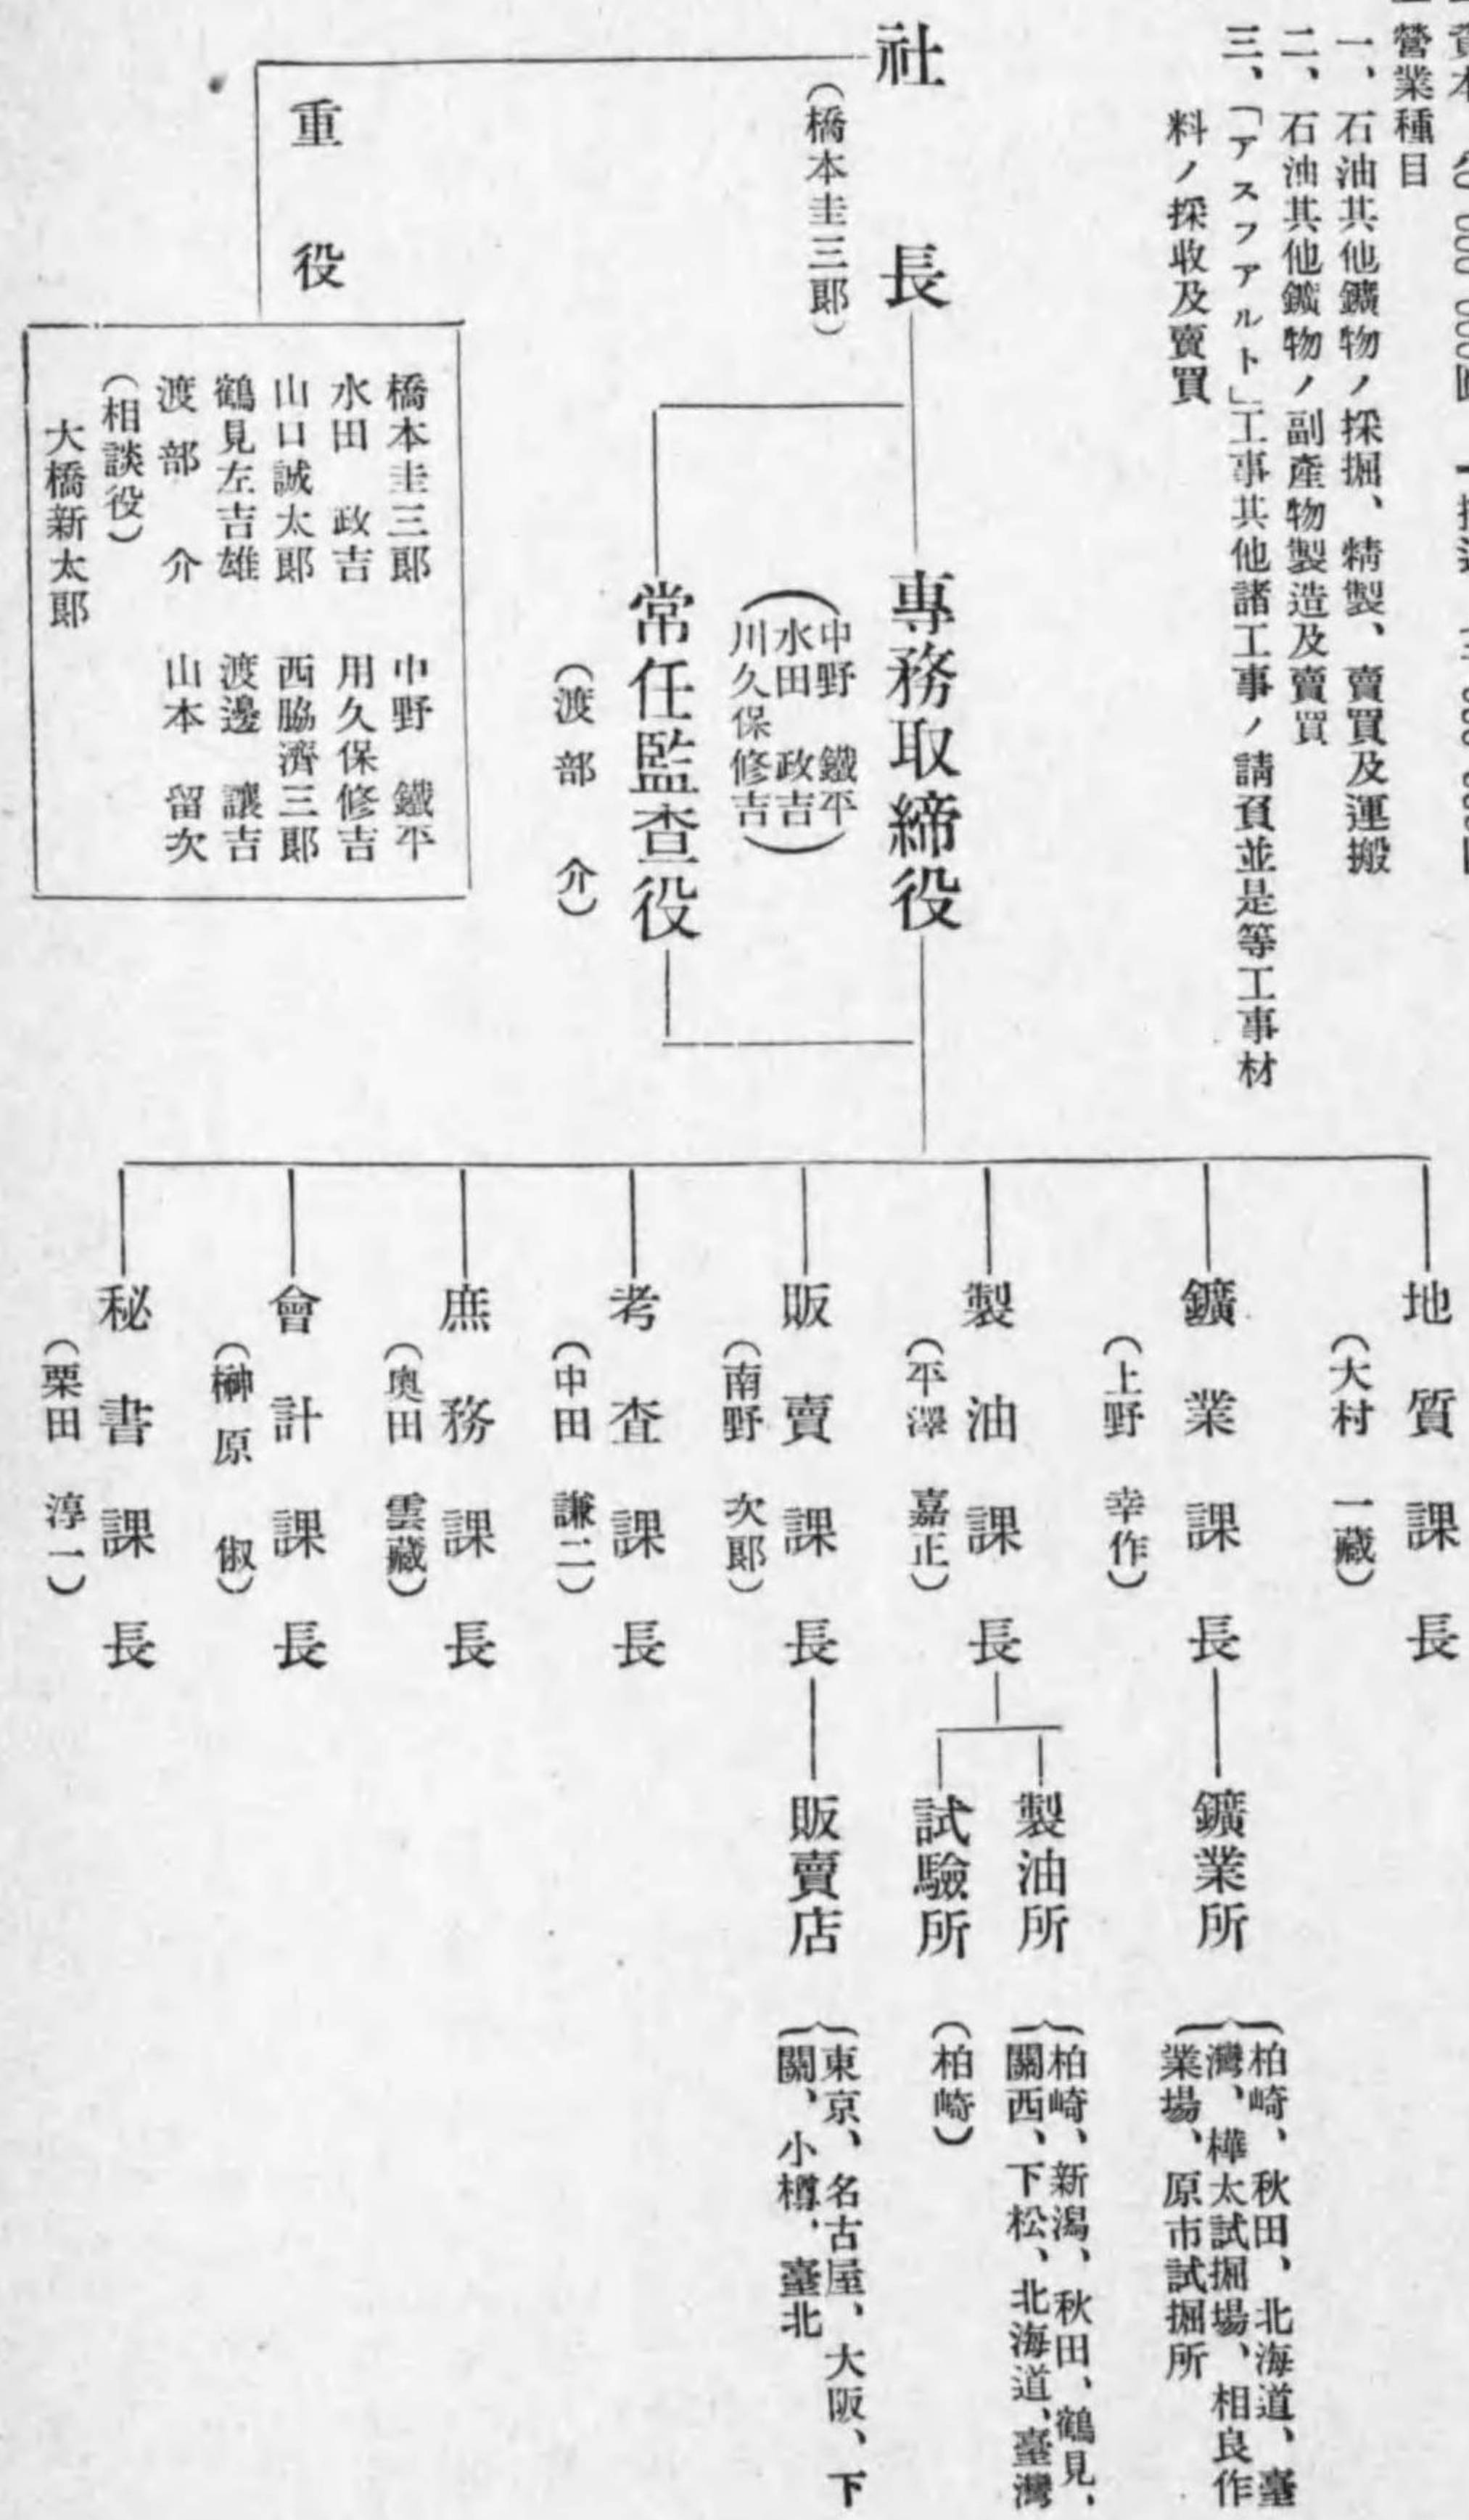 營業種目
一、石油其他鑛物ノ採掘、精製、賣買及運搬
二、石油其他鑛物ノ副產物製造及賣買
三、「アスフアルト」工事其他諸工事ノ請負並是等工事材
料ノ採收及賣買
社長
(橋本圭三郎)
專務取締役
(中野 鐵平
水田 政吉
川久保修吉)
常任監査役
(渡部 介)
重役
橋本圭三郎 中野 鐵平
水田 政吉 用久保修吉
山口誠太郎 西脇濟三郎
鶴見左吉雄 渡邊 讓吉
渡部 介 山本 留次
(相談役)
大橋新太郎
地質課長
(大村 一藏)
鑛業課長
(上野 幸作)
鑛業所
柏崎、秋田、北海道、臺
灣、樺太試掘場、相良作
業場、原市試掘所
製油課長
(平澤 嘉正)
製油所
柏崎、新潟、秋田、鶴見、
關西、下松、北海道、臺灣
試驗所
(柏崎)
販賣課長
(南野 次郎)
販賣店
東京、名古屋、大阪、下
關、小樽、臺北
考查課長
(中田 謙二)
庶務課長
(奧田 雲藏)
會計課長
(榊原 俶)
秘書課長
(栗田 淳一)